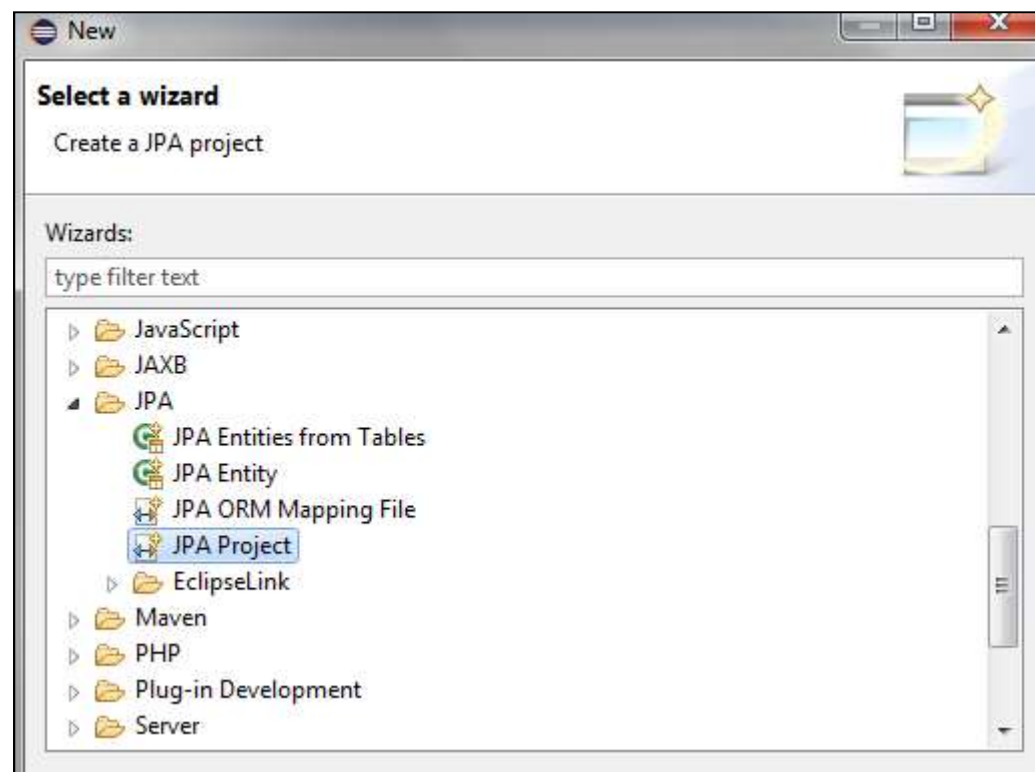 New
Select a wizard
Create a JPA project
Wizards:
type filter text
JavaScript
JAXB
JPA
JPA Entities from Tables
JPA Entity
JPA ORM Mapping File
JPA Project
EclipseLink
Maven
PHP
Plug-in Development
Server